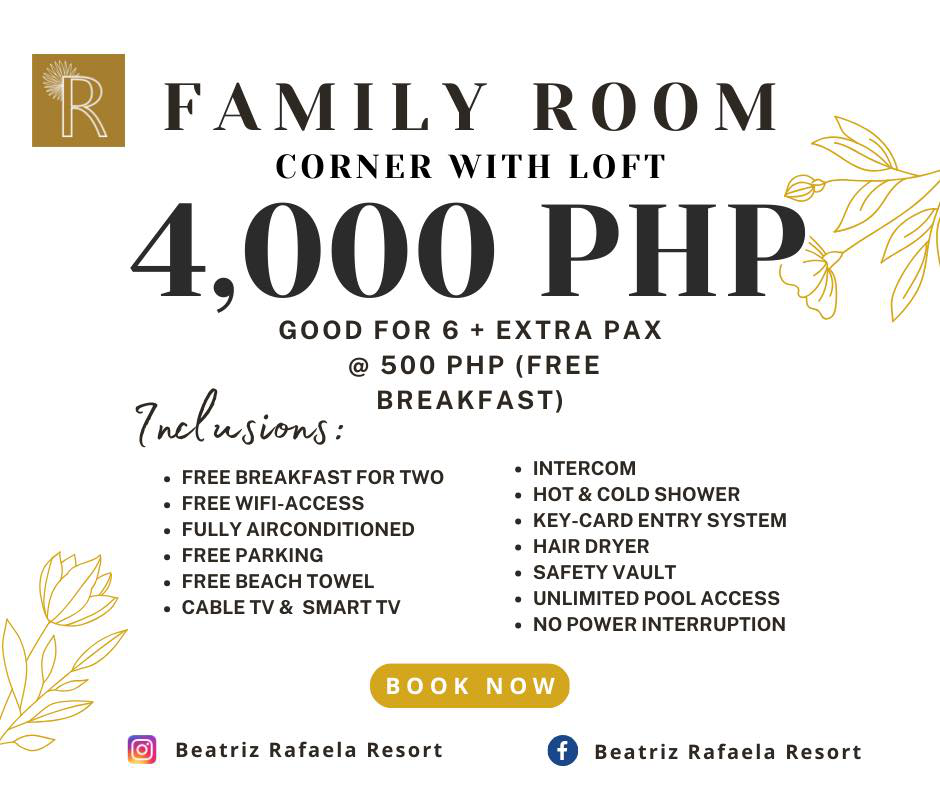 R
FAMILY ROOM
CORNER WITH LOFT
4,000 PHP
GOOD FOR 6 + EXTRA PAX
@ 500 PHP (FREE
BREAKFAST)
Inclusions:
• FREE BREAKFAST FOR TWO
• FREE WIFI-ACCESS
• FULLY AIRCONDITIONED
• FREE PARKING
• FREE BEACH TOWEL
• CABLE TV & SMART TV
• INTERCOM
• HOT & COLD SHOWER
• KEY-CARD ENTRY SYSTEM
• HAIR DRYER
• SAFETY VAULT
• UNLIMITED POOL ACCESS
• NO POWER INTERRUPTION
BOOK NOW
Beatriz Rafaela Resort
Beatriz Rafaela Resort